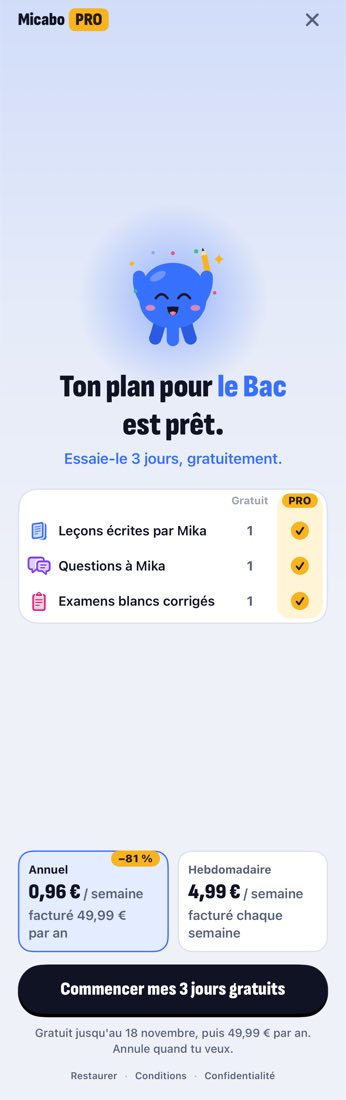 Micabo PRO
Ton plan pour le Bac
est prêt.
Essaie-le 3 jours, gratuitement.
Gratuit PRO
Leçons écrites par Mika 1
Questions à Mika 1
Examens blancs corrigés 1
−81 %
Annuel
0,96 € / semaine
facturé 49,99 €
par an
Hebdomadaire
4,99 € / semaine
facturé chaque
semaine
Commencer mes 3 jours gratuits
Gratuit jusqu'au 18 novembre, puis 49,99 € par an.
Annule quand tu veux.
Restaurer · Conditions · Confidentialité